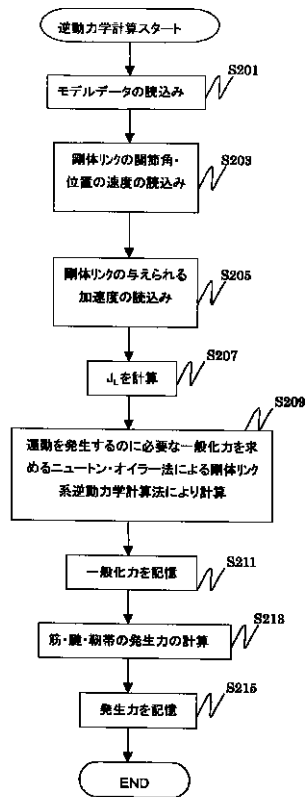 逆動力学計算スタート
S201
モデルデータの読込み
S203
剛体リンクの関節角・
位置の速度の読込み
S205
剛体リンクの与えられる
加速度の読込み
S207
JLを計算
S209
運動を発生するのに必要な一般化力を求
めるニュートン・オイラー法による剛体リンク
系逆動力学計算法により計算
S211
一般化力を記憶
S213
筋・腱・靭帯の発生力の計算
S215
発生力を記憶
END